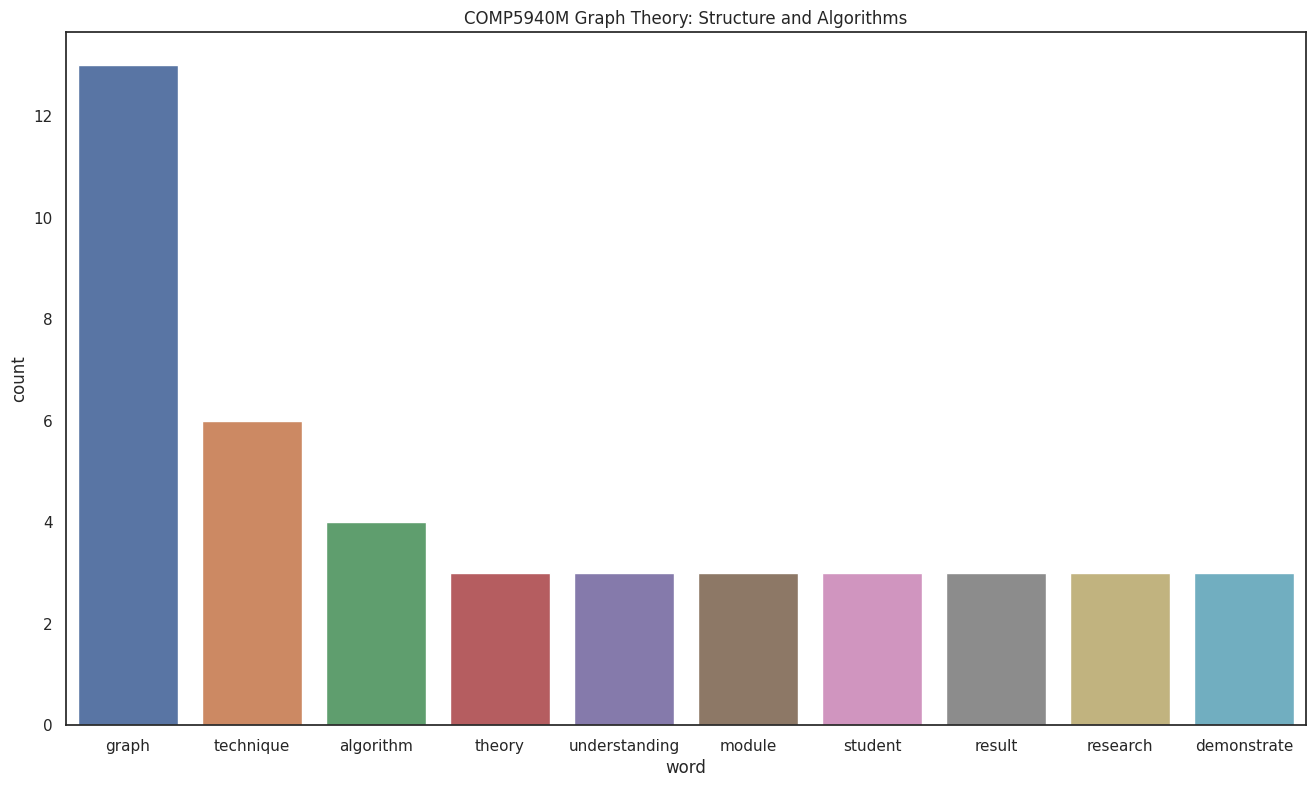 COMP5940M Graph Theory: Structure and Algorithms
12
10
8
6
4
2
0
count
graph technique algorithm theory understanding module student result research demonstrate
word